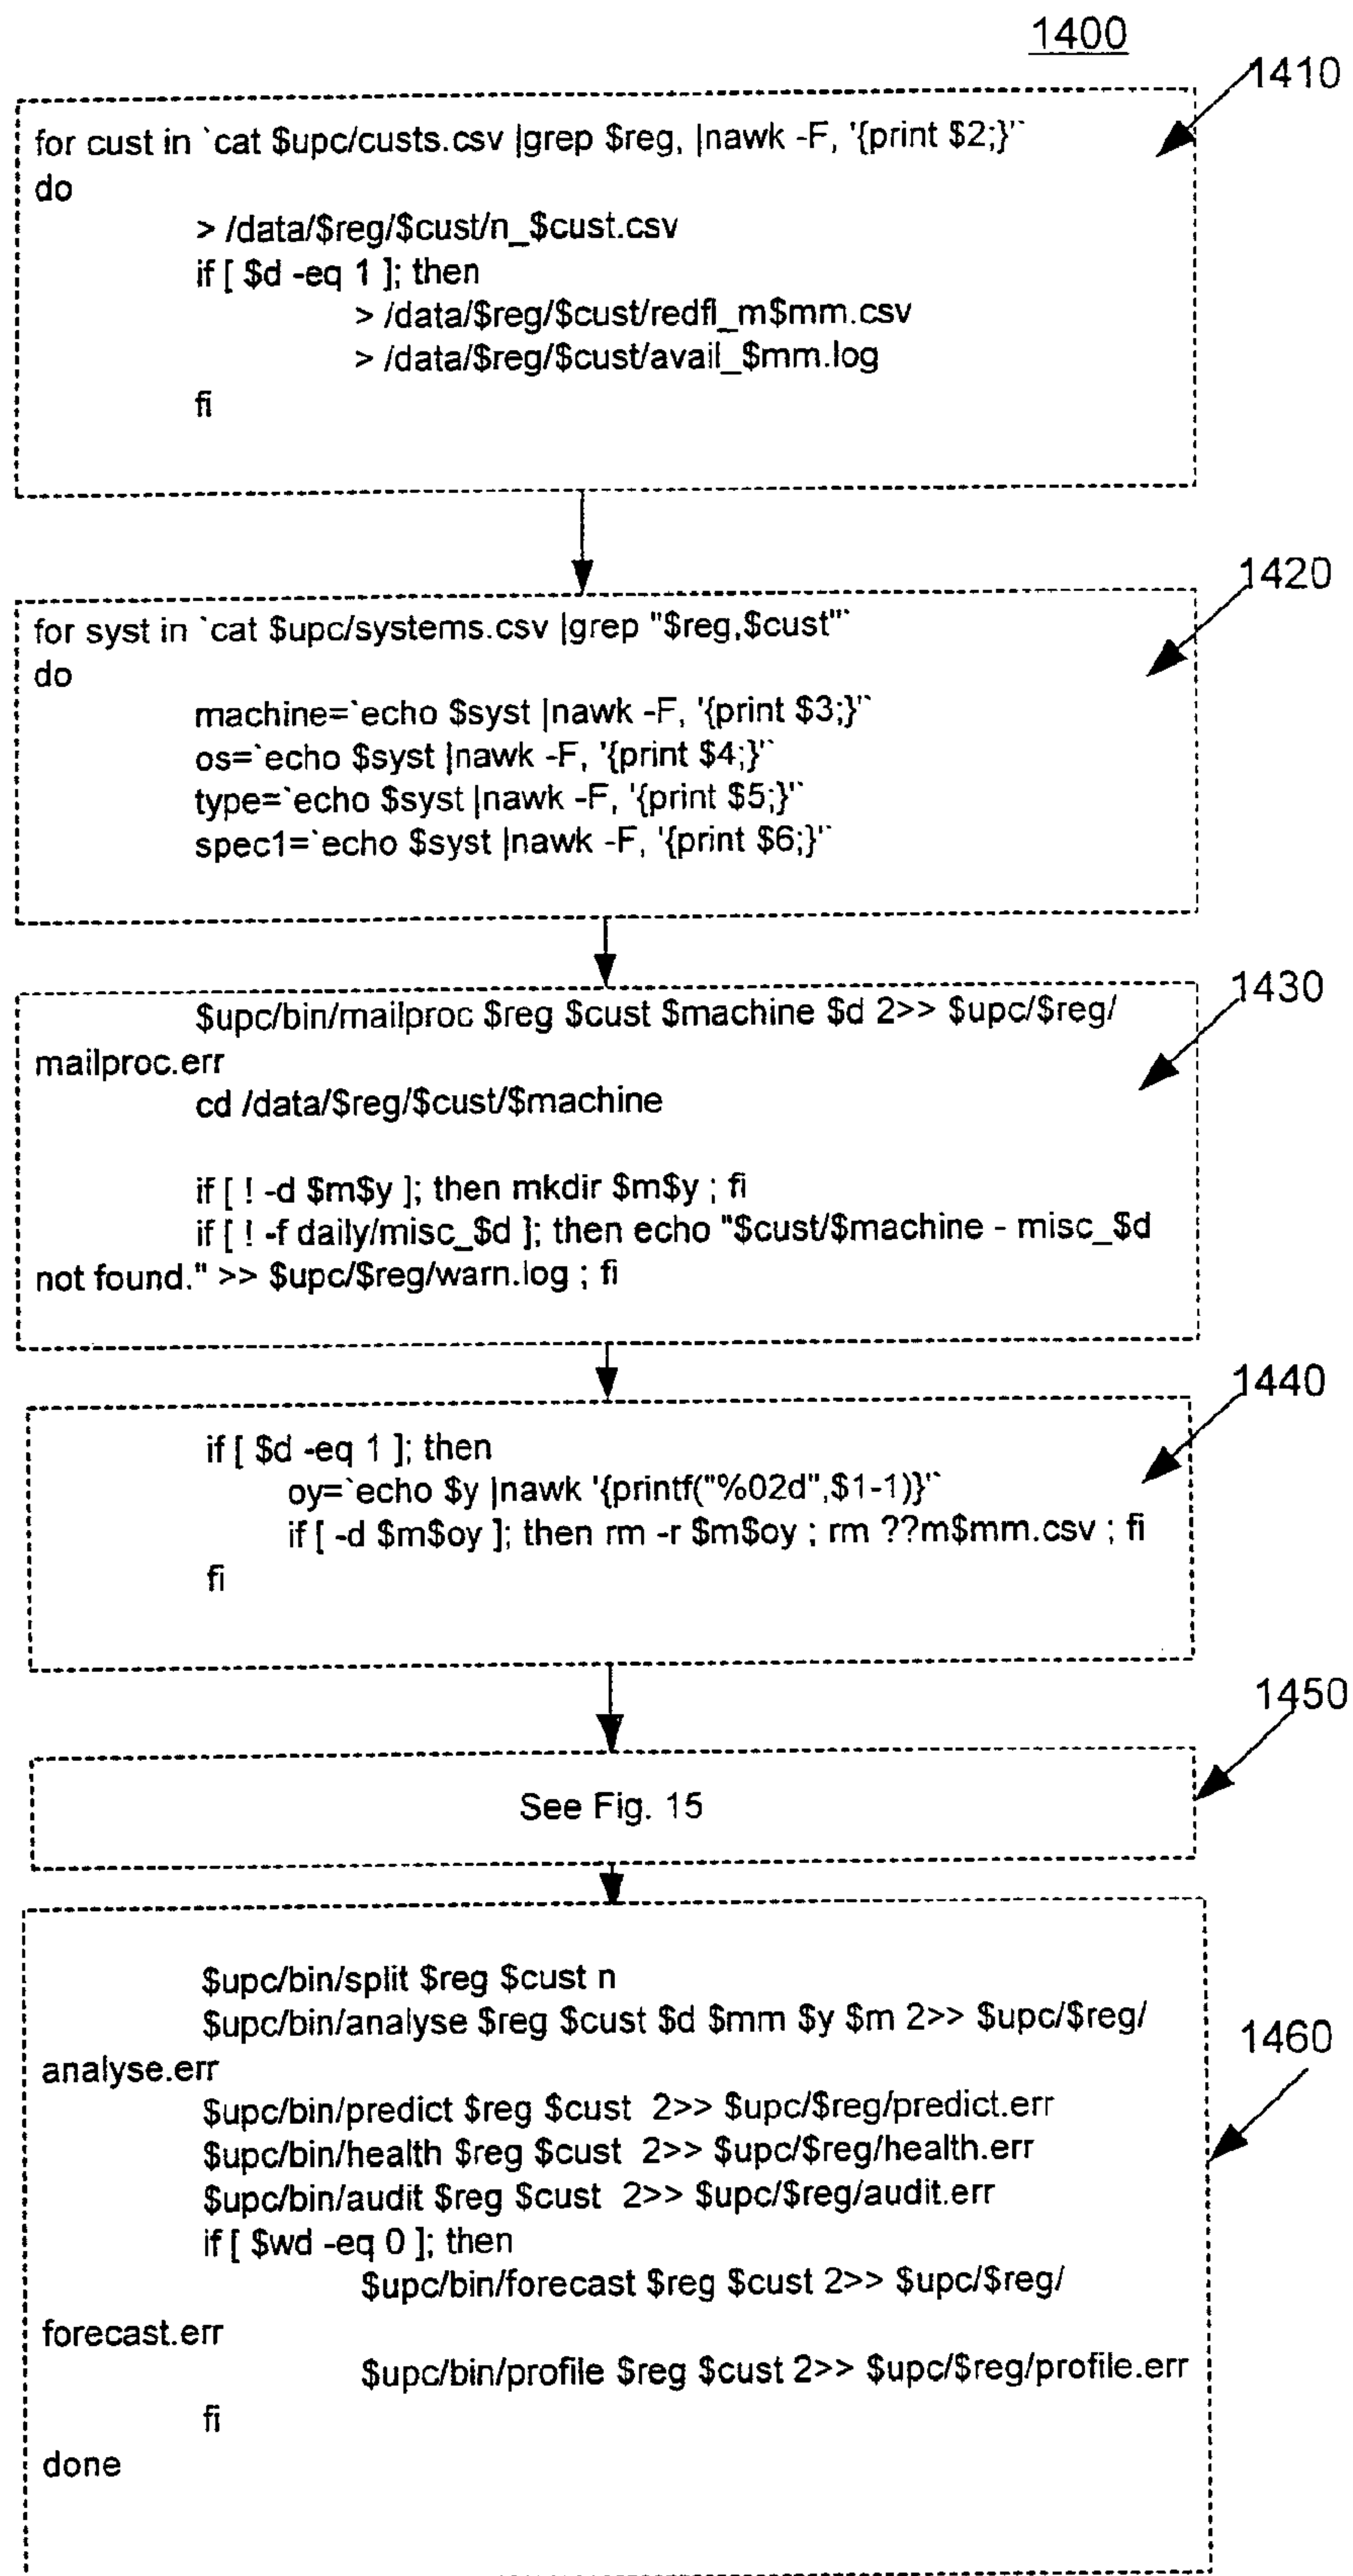 1400
1410
for cust in `cat $upc/custs.csv |grep $reg, |nawk -F, '{print $2;}'`
do
> /data/$reg/$cust/n_$cust.csv
if [ $d -eq 1 ]; then
> /data/$reg/$cust/redfl_m$mm.csv
> /data/$reg/$cust/avail_$mm.log
fi
1420
for syst in `cat $upc/systems.csv |grep "$reg,$cust"`
do
machine=`echo $syst |nawk -F, '{print $3;}'`
os=`echo $syst |nawk -F, '{print $4;}'`
type=`echo $syst |nawk -F, '{print $5;}'`
spec1=`echo $syst |nawk -F, '{print $6;}'`
1430
$upc/bin/mailproc $reg $cust $machine $d 2>> $upc/$reg/
mailproc.err
cd /data/$reg/$cust/$machine
if [ ! -d $m$y ]; then mkdir $m$y ; fi
if [ ! -f daily/misc_$d ]; then echo "$cust/$machine - misc_$d
not found." >> $upc/$reg/warn.log ; fi
1440
if [ $d -eq 1 ]; then
oy=`echo $y |nawk '{printf("%02d",$1-1)}'`
if [ -d $m$oy ]; then rm -r $m$oy ; rm ??m$mm.csv ; fi
fi
1450
See Fig. 15
1460
$upc/bin/split $reg $cust n
$upc/bin/analyse $reg $cust $d $mm $y $m 2>> $upc/$reg/
analyse.err
$upc/bin/predict $reg $cust 2>> $upc/$reg/predict.err
$upc/bin/health $reg $cust 2>> $upc/$reg/health.err
$upc/bin/audit $reg $cust 2>> $upc/$reg/audit.err
if [ $wd -eq 0 ]; then
$upc/bin/forecast $reg $cust 2>> $upc/$reg/
forecast.err
$upc/bin/profile $reg $cust 2>> $upc/$reg/profile.err
fi
done